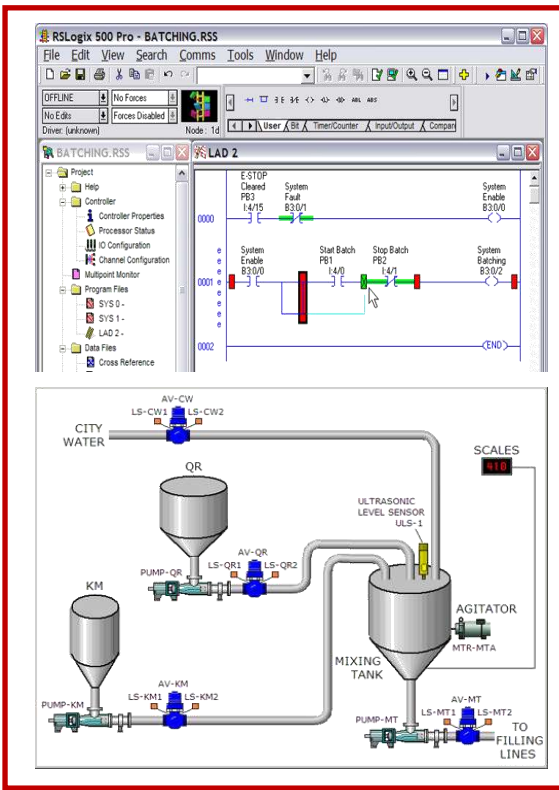 RSLogix 500 Pro - BATCHING.RSS
File Edit View Search Comms Tools Window Help
OFFLINE No Forces
No Edits Forces Disabled
Driver: (unknown) Node : 1d
ABL ABS
User Bit Timer/Counter Input/Output Compari
BATCHING.RSS
Project
Help
Controller
Controller Properties
Processor Status
IO Configuration
Channel Configuration
Multipoint Monitor
Program Files
SYS 0 -
SYS 1 -
LAD 2 -
Data Files
Cross Reference
LAD 2
E-STOP
Cleared System System
PB3 Fault Enable
I:4/15 B3:0/1 B3:0/0
0000
e System Start Batch Stop Batch System
e Enable PB1 PB2 Batching
e B3:0/0 I:4/0 I:4/1 B3:0/2
0001 e
e
e
e
e
0002 END
AV-CW
LS-CW1 LS-CW2
CITY
WATER
SCALES
418
QR
ULTRASONIC
LEVEL SENSOR
ULS-1
AV-QR
LS-QR1 LS-QR2
PUMP-QR
KM
AGITATOR
MTR-MTA
MIXING
TANK
AV-KM
LS-KM1 LS-KM2
PUMP-KM
AV-MT
LS-MT1 LS-MT2
PUMP-MT
TO
FILLING
LINES